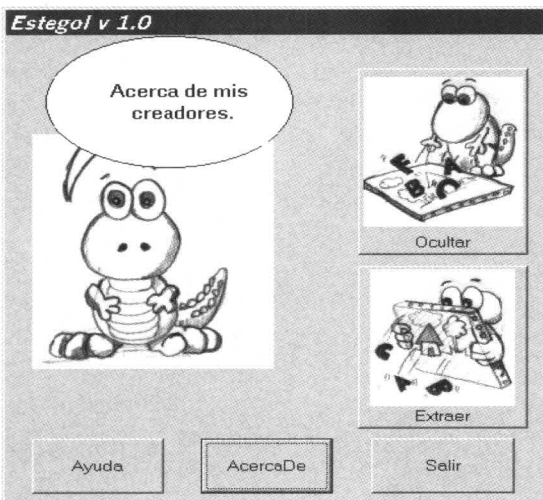 Estegol v 1.0
Acerca de mis
creadores.
F A
B C
Ocultar
C A B
Extraer
Ayuda
AcercaDe
Salir